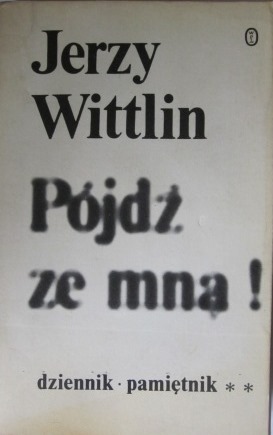 Jerzy
Wittlin
Pójdź
ze mną !
dziennik · pamiętnik * *